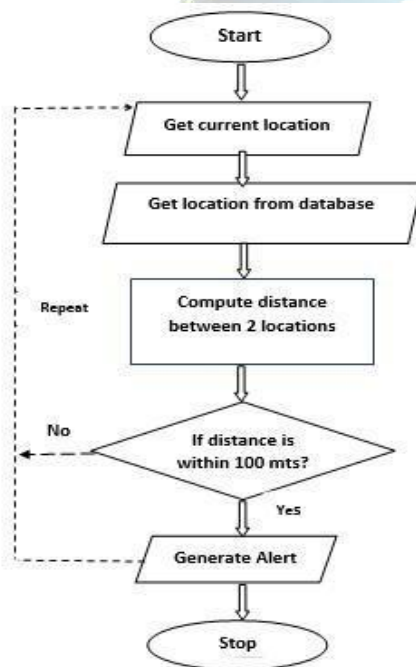 Start
Get current location
Get location from database
Compute distance
between 2 locations
Repeat
No
If distance is
within 100 mts?
Yes
Generate Alert
Stop